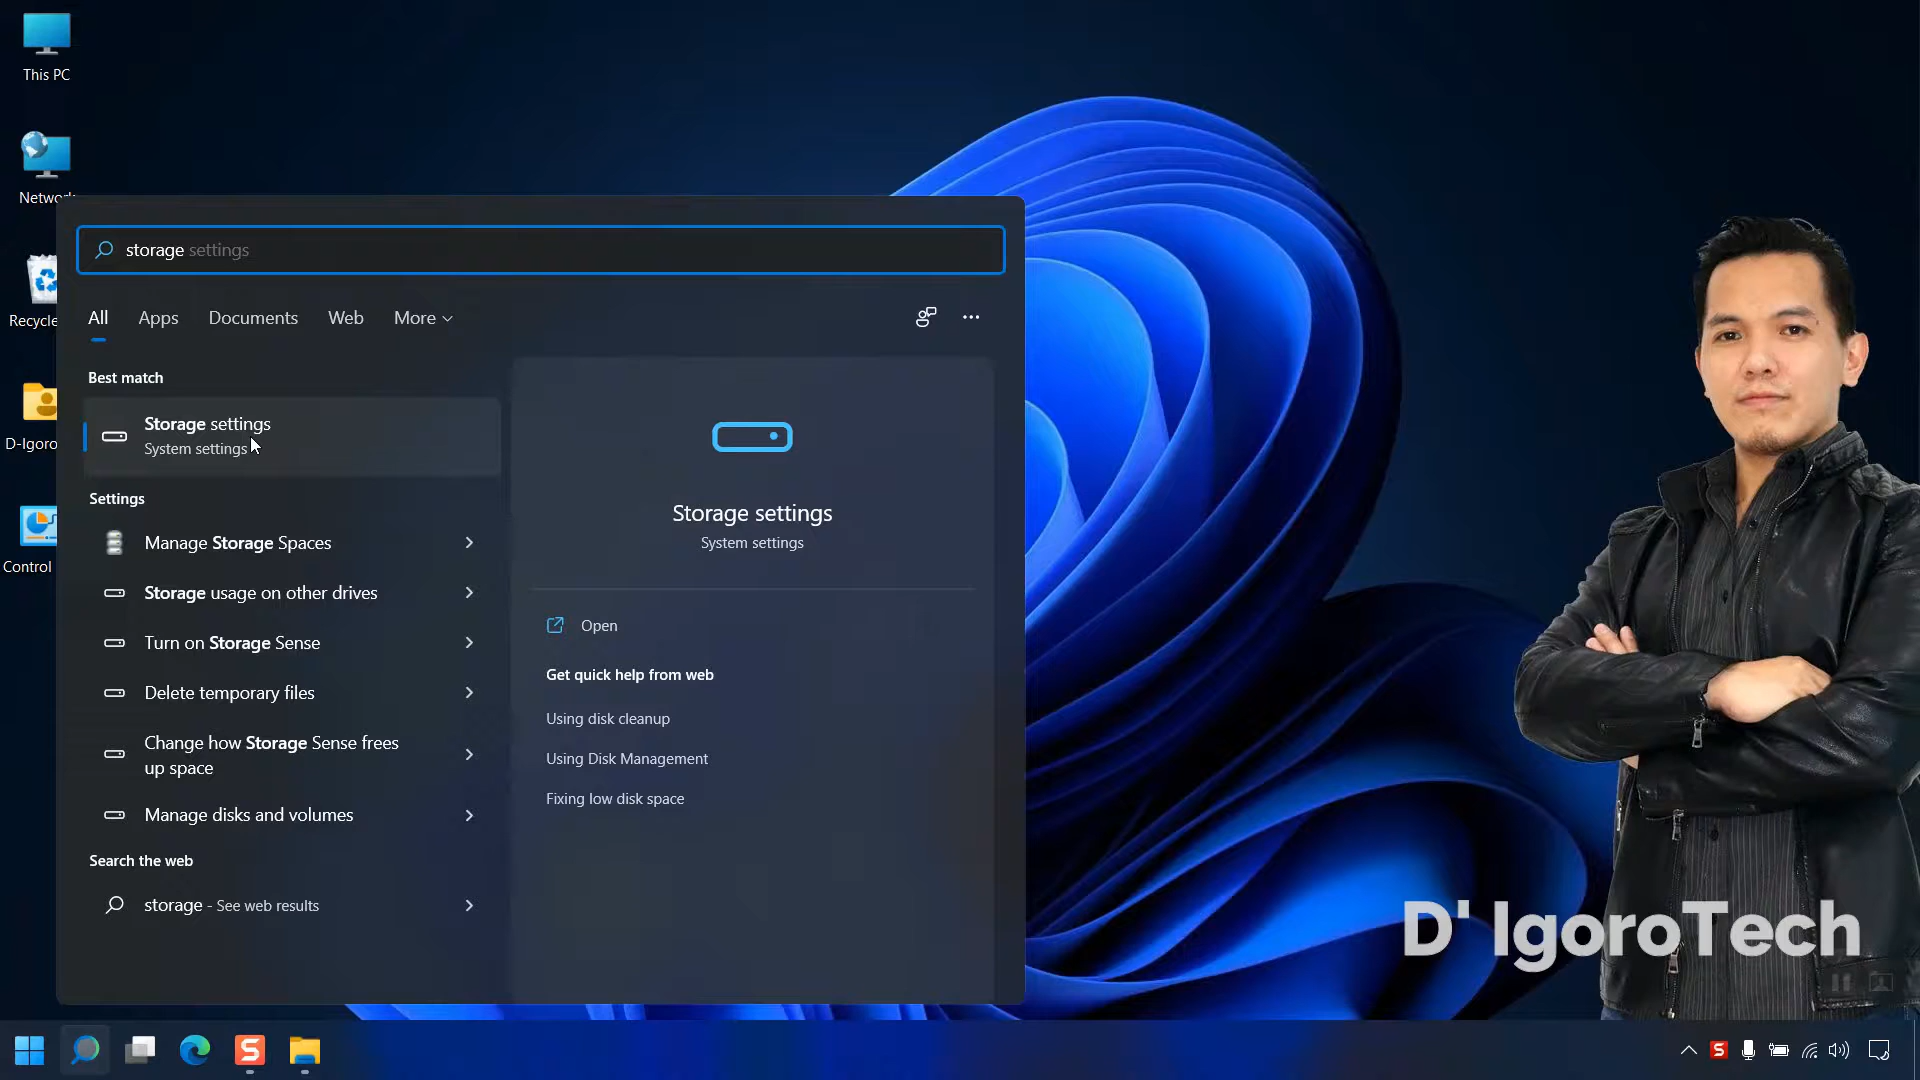 This PC
Network
Recycle
D-Igoro
Control
storage settings
All Apps Documents Web More
Best match
Storage settings
System settings
Settings
Manage Storage Spaces
Storage usage on other drives
Turn on Storage Sense
Delete temporary files
Change how Storage Sense frees
up space
Manage disks and volumes
Search the web
storage - See web results
Storage settings
System settings
Open
Get quick help from web
Using disk cleanup
Using Disk Management
Fixing low disk space
D' IgoroTech